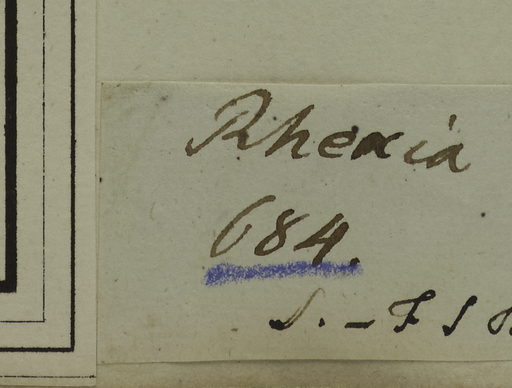 Rhexia
684.
S. - F S